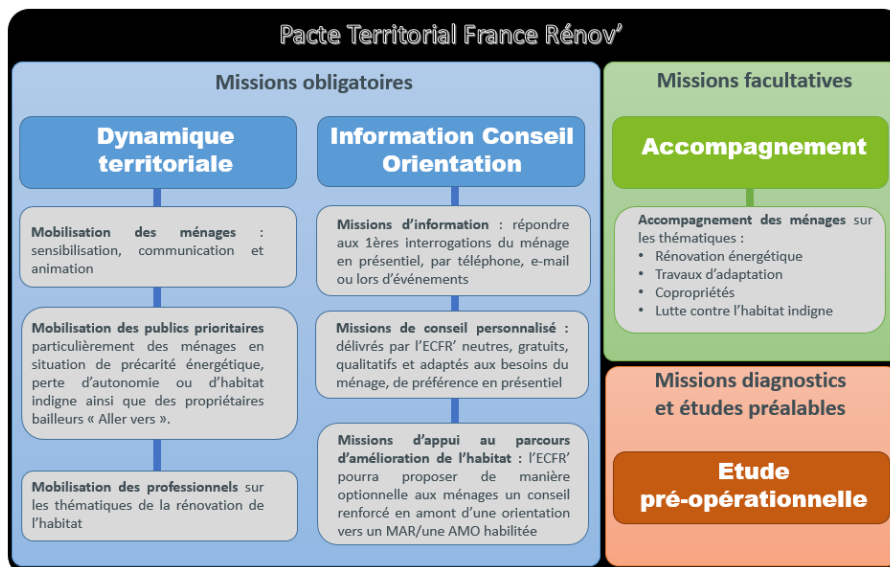 Pacte Territorial France Rénov’
Missions obligatoires
Dynamique
territoriale
Mobilisation des ménages :
sensibilisation, communication et
animation
Mobilisation des publics prioritaires
particulièrement des ménages en
situation de précarité énergétique,
perte d’autonomie ou d’habitat
indigne ainsi que des propriétaires
bailleurs « Aller vers ».
Mobilisation des professionnels sur
les thématiques de la rénovation de
l’habitat
Information Conseil
Orientation
Missions d’information : répondre
aux 1ères interrogations du ménage
en présentiel, par téléphone, e-mail
ou lors d’événements
Missions de conseil personnalisé :
délivrés par l’ECFR’ neutres, gratuits,
qualitatifs et adaptés aux besoins du
ménage, de préférence en présentiel
Missions d’appui au parcours
d’amélioration de l’habitat : l’ECFR’
pourra proposer de manière
optionnelle aux ménages un conseil
renforcé en amont d’une orientation
vers un MAR/une AMO habilitée
Missions facultatives
Accompagnement
Accompagnement des ménages sur
les thématiques :
• Rénovation énergétique
• Travaux d’adaptation
• Copropriétés
• Lutte contre l’habitat indigne
Missions diagnostics
et études préalables
Etude
pré-opérationnelle